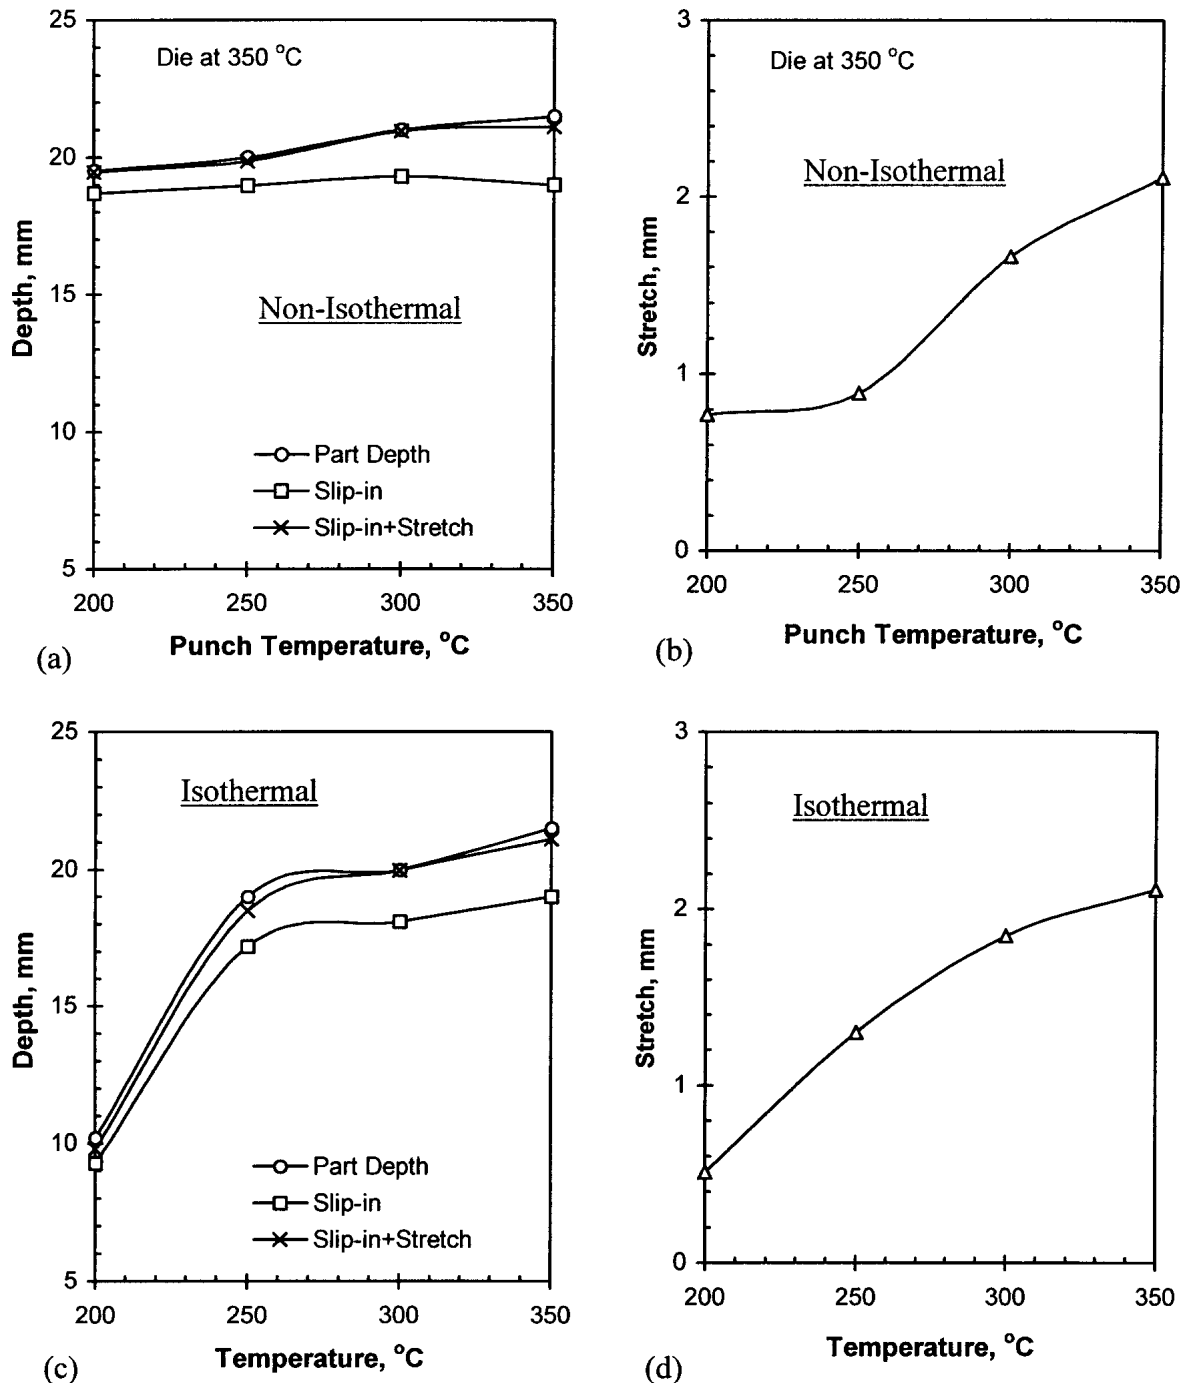 25
20
15
10
5
Depth, mm
Die at 350 °C
Non-Isothermal
Part Depth
Slip-in
Slip-in+Stretch
200 250 300 350
Punch Temperature, °C
(a)
3
2
1
0
Stretch, mm
Die at 350 °C
Non-Isothermal
200 250 300 350
Punch Temperature, °C
(b)
25
20
15
10
5
Depth, mm
Isothermal
Part Depth
Slip-in
Slip-in+Stretch
200 250 300 350
Temperature, °C
(c)
3
2
1
0
Stretch, mm
Isothermal
200 250 300 350
Temperature, °C
(d)